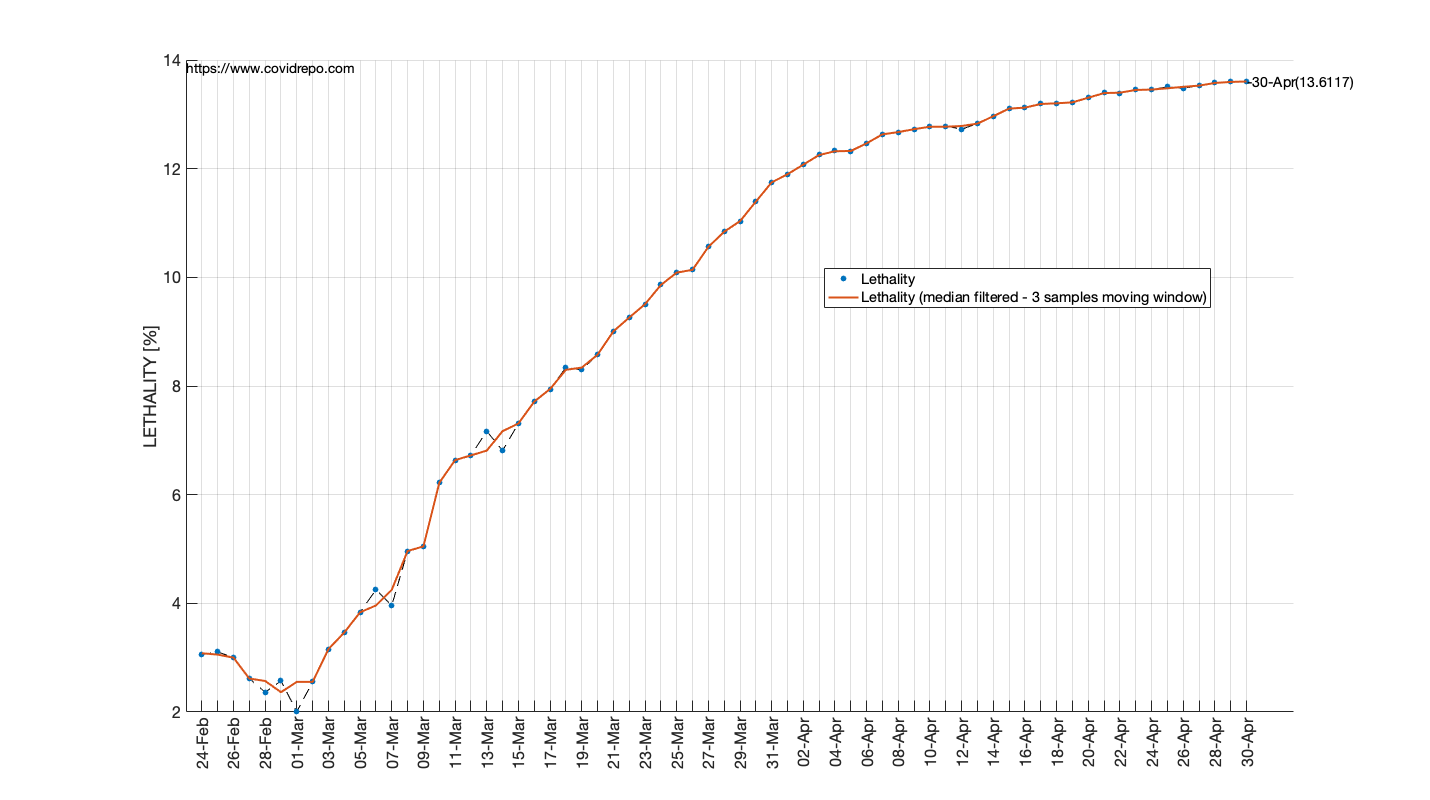 https://www.covidrepo.com
30-Apr(13.6117)
14
12
10
8
6
4
2
LETHALITY [%]
Lethality
Lethality (median filtered - 3 samples moving window)
24-Feb
26-Feb
28-Feb
01-Mar
03-Mar
05-Mar
07-Mar
09-Mar
11-Mar
13-Mar
15-Mar
17-Mar
19-Mar
21-Mar
23-Mar
25-Mar
27-Mar
29-Mar
31-Mar
02-Apr
04-Apr
06-Apr
08-Apr
10-Apr
12-Apr
14-Apr
16-Apr
18-Apr
20-Apr
22-Apr
24-Apr
26-Apr
28-Apr
30-Apr